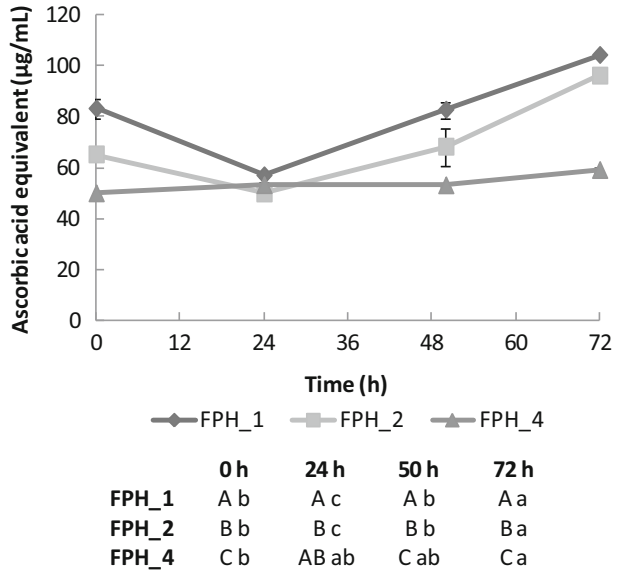 120
100
80
60
40
20
0
Ascorbic acid equivalent (µg/mL)
0 12 24 36 48 60 72
Time (h)
FPH_1 FPH_2 FPH_4
0 h 24 h 50 h 72 h
FPH_1 A b A c A b A a
FPH_2 B b B c B b B a
FPH_4 C b AB ab C ab C a